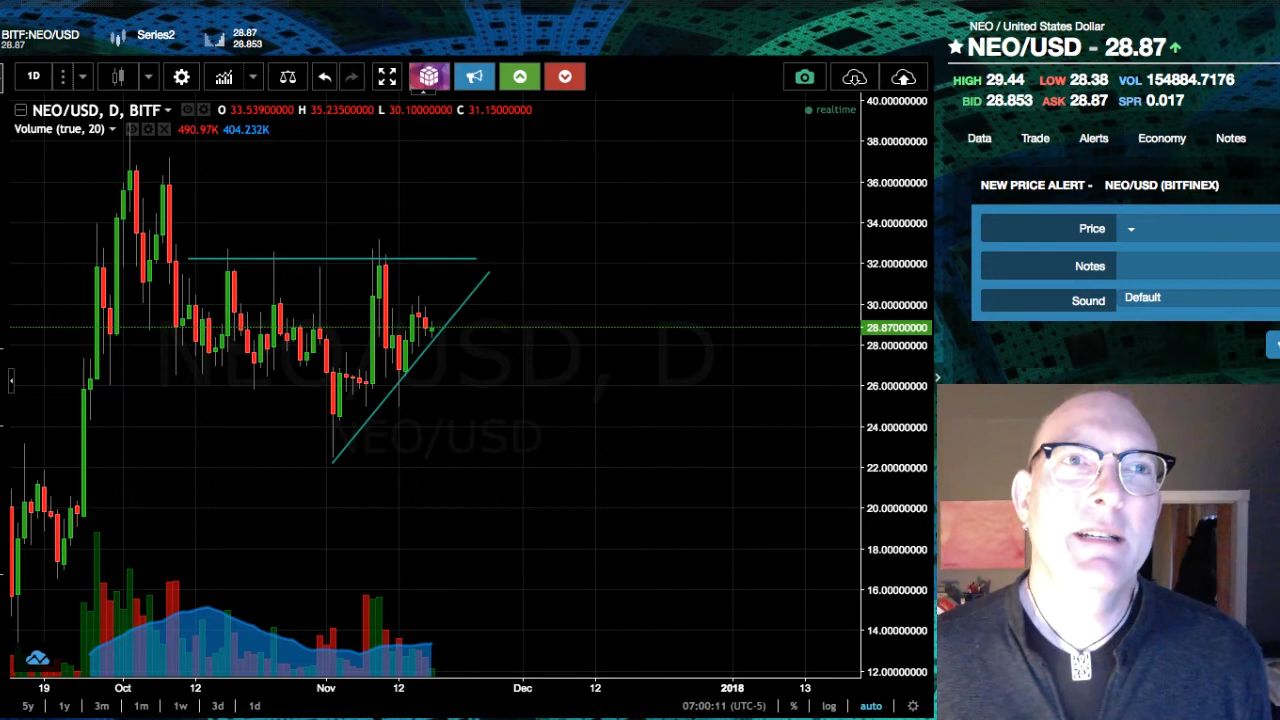 BITF:NEO/USD
28.87
Series2
28.87
28.853
NEO / United States Dollar
NEO/USD - 28.87
HIGH 29.44 LOW 28.38 VOL 154884.7176
BID 28.853 ASK 28.87 SPR 0.017
1D
Data Trade Alerts Economy Notes
NEO/USD, D, BITF O 33.53900000 H 35.23500000 L 30.10000000 C 31.15000000
realtime
Volume (true, 20) 490.97K 404.232K
NEW PRICE ALERT - NEO/USD (BITFINEX)
Price
Notes
Sound Default
40.00000000
38.00000000
36.00000000
34.00000000
32.00000000
30.00000000
28.87000000
28.00000000
26.00000000
24.00000000
22.00000000
20.00000000
18.00000000
16.00000000
14.00000000
12.00000000
NEO/USD, D
NEO/USD
19 Oct 12 Nov 12 Dec 12 2018 13
5y 1y 3m 1m 1w 3d 1d 07:00:11 (UTC-5) % log auto